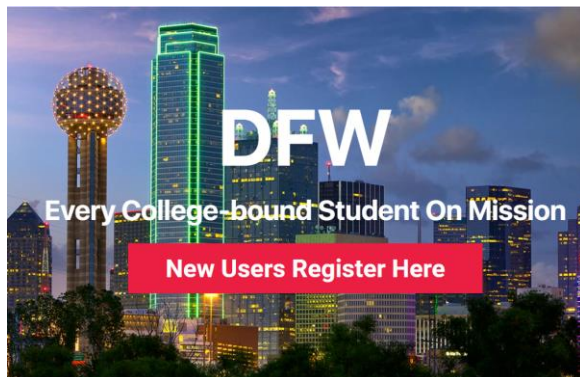 DFW
Every College-bound Student On Mission
New Users Register Here